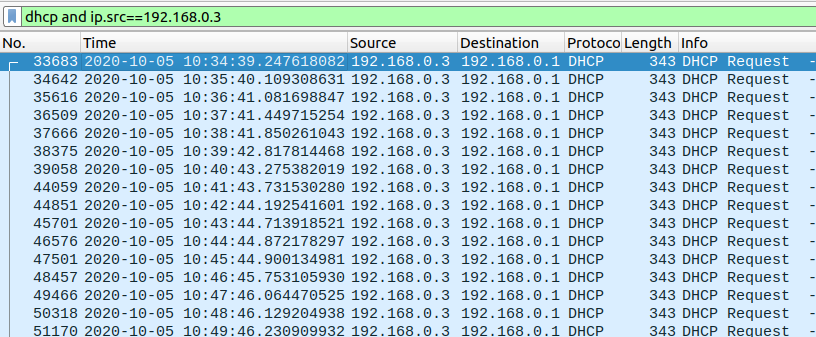 dhcp and ip.src==192.168.0.3
No. Time Source Destination Protoco Length Info
33683 2020-10-05 10:34:39.247618082 192.168.0.3 192.168.0.1 DHCP 343 DHCP Request -
34642 2020-10-05 10:35:40.109308631 192.168.0.3 192.168.0.1 DHCP 343 DHCP Request -
35616 2020-10-05 10:36:41.081698847 192.168.0.3 192.168.0.1 DHCP 343 DHCP Request -
36509 2020-10-05 10:37:41.449715254 192.168.0.3 192.168.0.1 DHCP 343 DHCP Request -
37666 2020-10-05 10:38:41.850261043 192.168.0.3 192.168.0.1 DHCP 343 DHCP Request -
38375 2020-10-05 10:39:42.817814468 192.168.0.3 192.168.0.1 DHCP 343 DHCP Request -
39058 2020-10-05 10:40:43.275382019 192.168.0.3 192.168.0.1 DHCP 343 DHCP Request -
44059 2020-10-05 10:41:43.731530280 192.168.0.3 192.168.0.1 DHCP 343 DHCP Request -
44851 2020-10-05 10:42:44.192541601 192.168.0.3 192.168.0.1 DHCP 343 DHCP Request -
45701 2020-10-05 10:43:44.713918521 192.168.0.3 192.168.0.1 DHCP 343 DHCP Request -
46576 2020-10-05 10:44:44.872178297 192.168.0.3 192.168.0.1 DHCP 343 DHCP Request -
47501 2020-10-05 10:45:44.900134981 192.168.0.3 192.168.0.1 DHCP 343 DHCP Request -
48457 2020-10-05 10:46:45.753105930 192.168.0.3 192.168.0.1 DHCP 343 DHCP Request -
49466 2020-10-05 10:47:46.064470525 192.168.0.3 192.168.0.1 DHCP 343 DHCP Request -
50318 2020-10-05 10:48:46.129204938 192.168.0.3 192.168.0.1 DHCP 343 DHCP Request -
51170 2020-10-05 10:49:46.230909932 192.168.0.3 192.168.0.1 DHCP 343 DHCP Request -